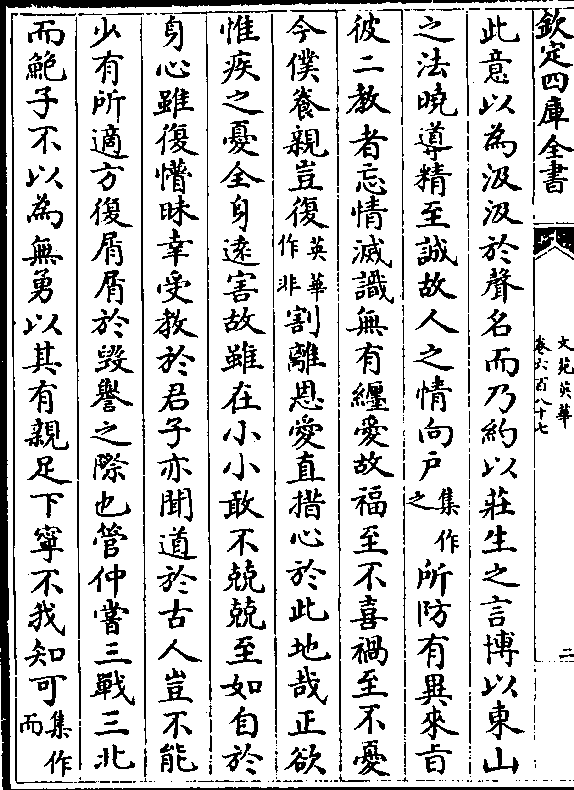 欽定四庫全書
文苑英華
卷六百八十七
二
此意以為汲汲於聲名而乃約以莊生之言博以東山
之法曉導精至誠故人之情向戶集作之所防有異來旨
彼二教者忘情滅識無有纏愛故福至不喜禍至不憂
今僕養親豈復英華作非割離恩愛直措心於此地哉正欲
惟疾之憂全身逺害故雖在小小敢不兢兢至如自於
身心雖復懵昧幸受教於君子亦聞道於古人豈不能
少有所適方復屑屑於毀譽之際也管仲嘗三戰三北
而鮑子不以為無勇以其有親足下寧不我知可集作而